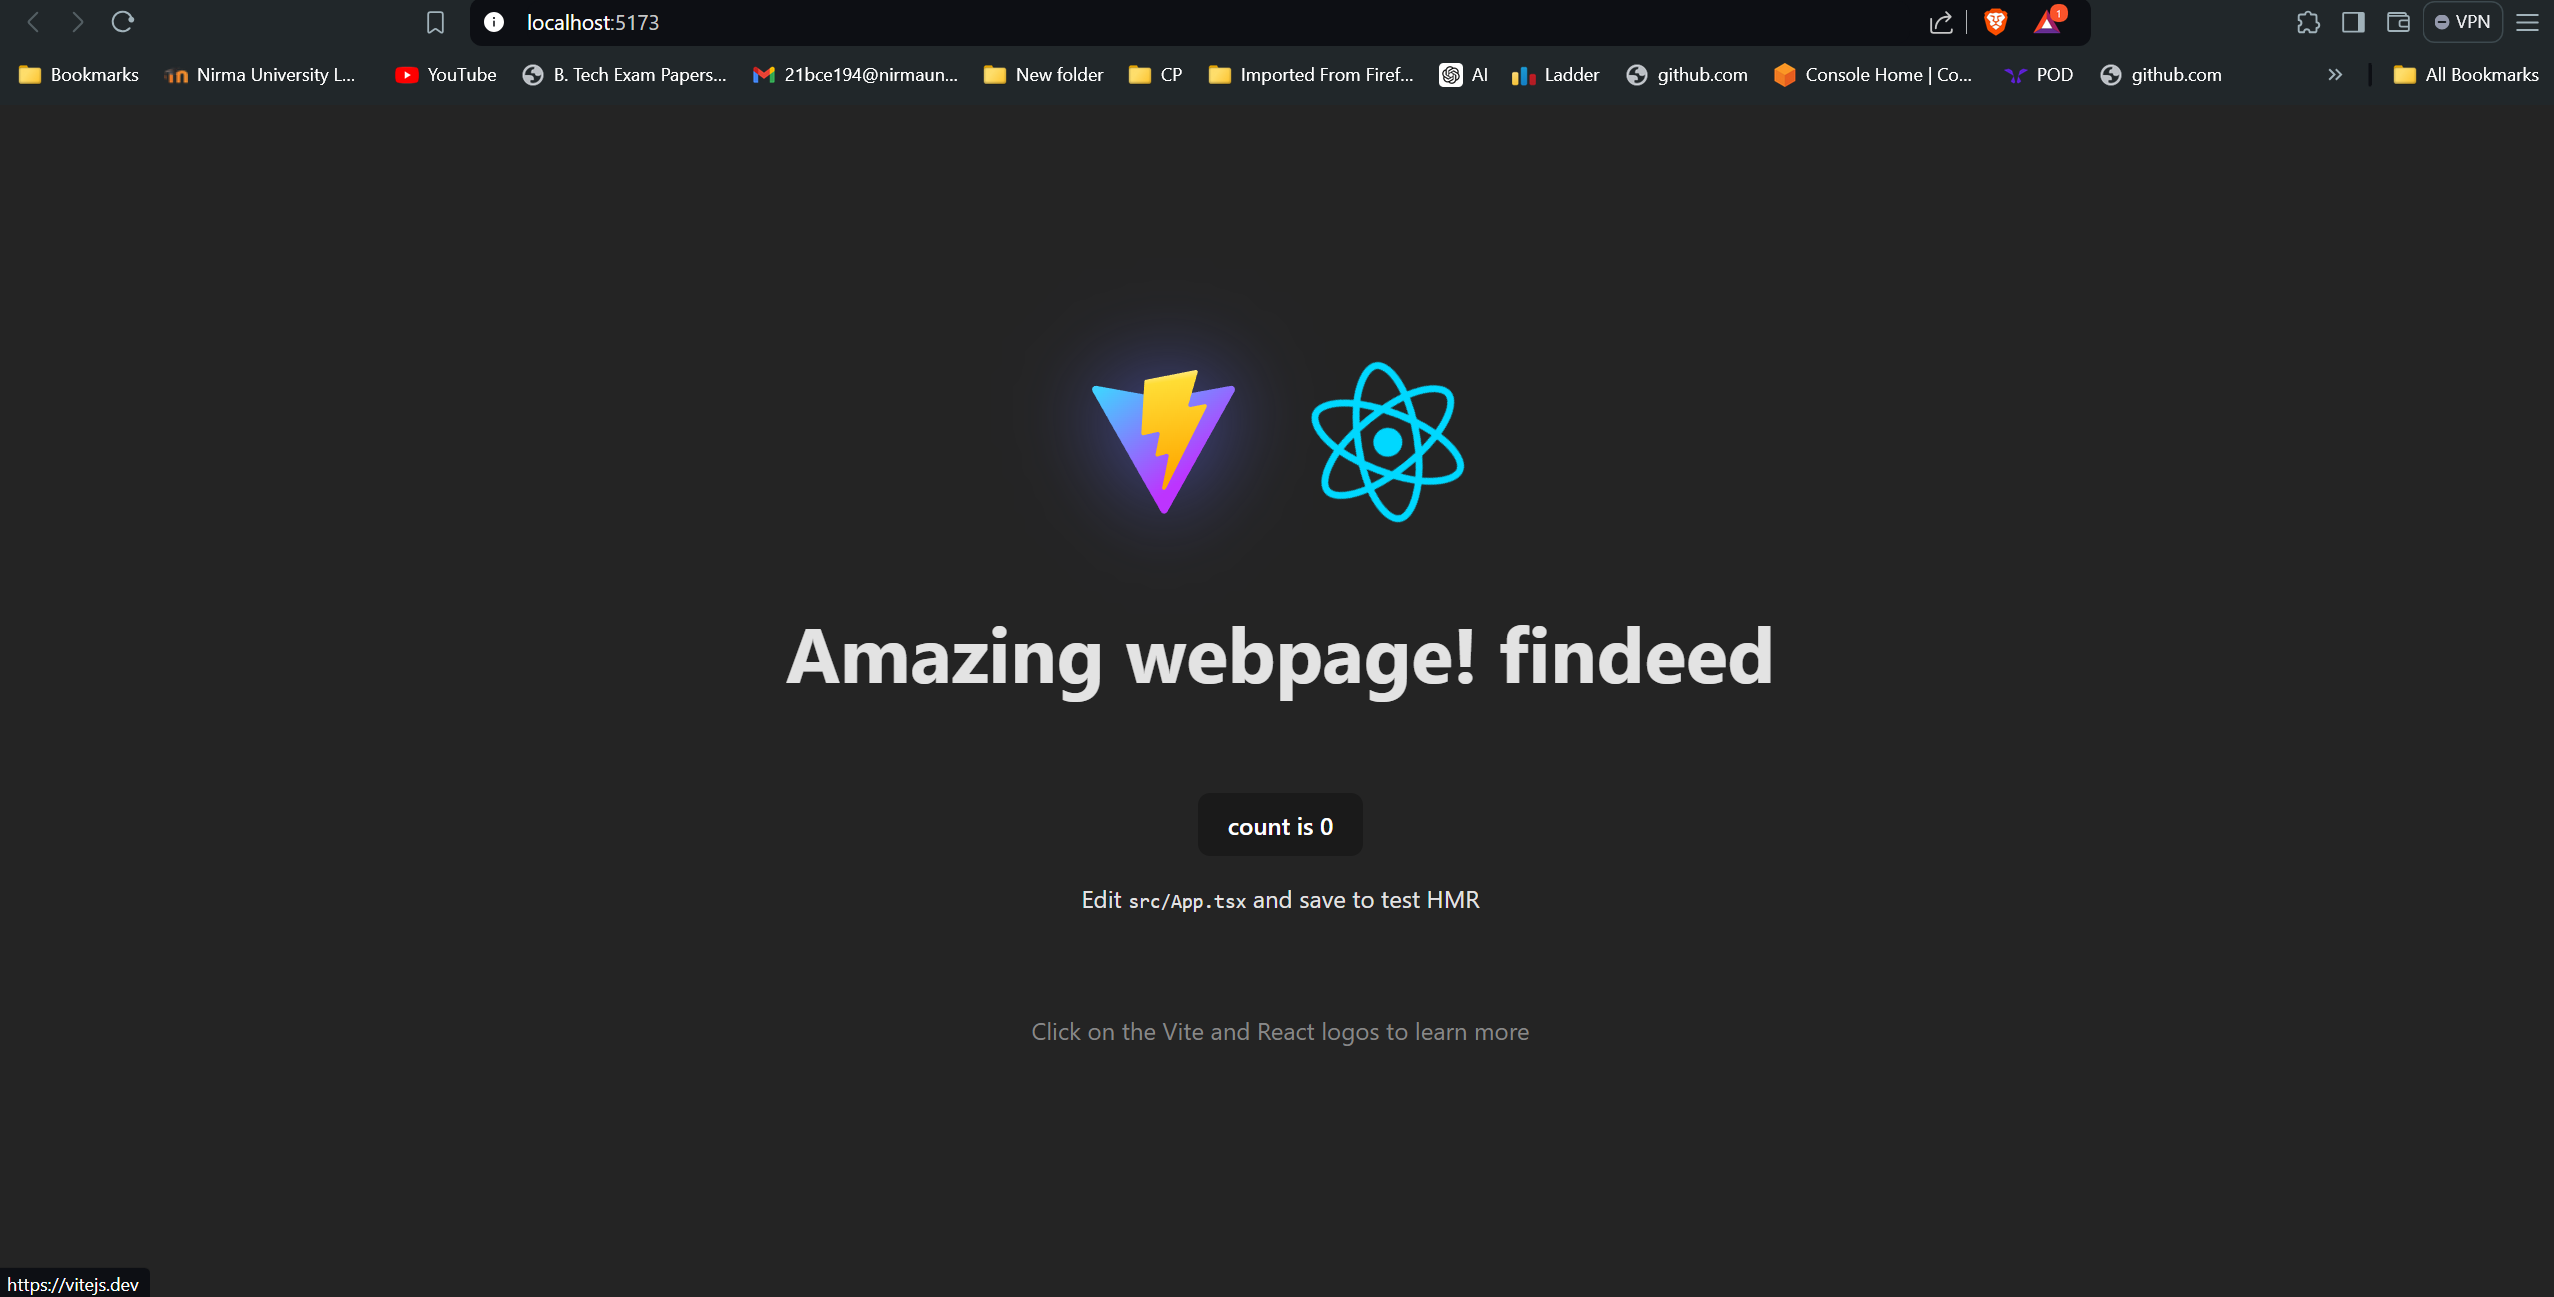 localhost:5173
1
VPN
Bookmarks
Nirma University L...
YouTube
B. Tech Exam Papers...
21bce194@nirmaun...
New folder
CP
Imported From Firef...
AI
Ladder
github.com
Console Home | Co...
POD
github.com
All Bookmarks
Amazing webpage! findeed
count is 0
Edit src/App.tsx and save to test HMR
Click on the Vite and React logos to learn more
https://vitejs.dev